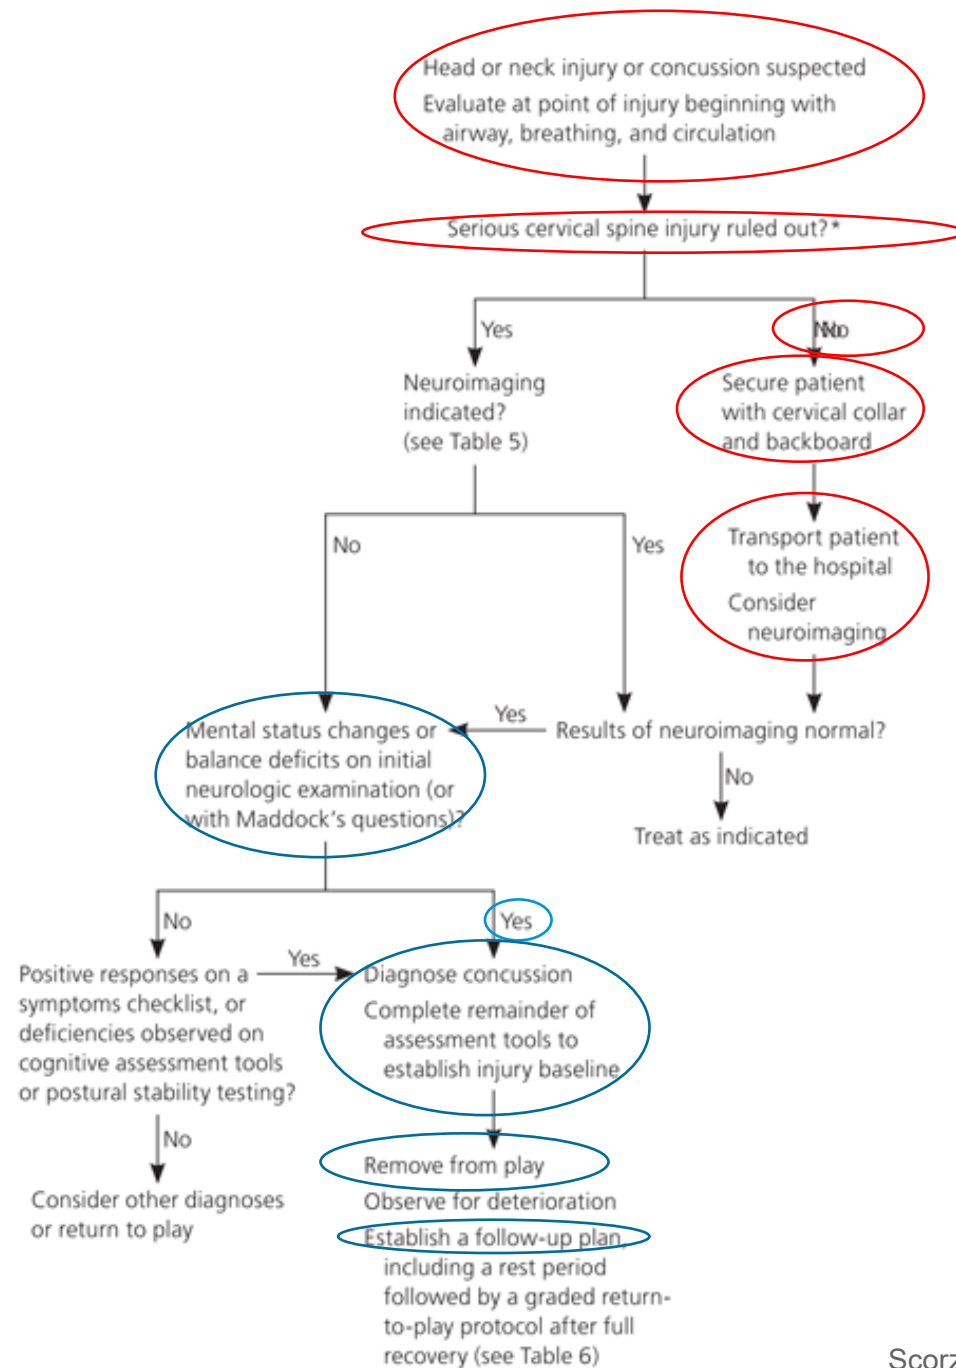 Head or neck injury or concussion suspected
Evaluate at point of injury beginning with
airway, breathing, and circulation
Serious cervical spine injury ruled out?*
Yes
No
Neuroimaging
indicated?
(see Table 5)
Secure patient
with cervical collar
and backboard
No
Yes
Transport patient
to the hospital
Consider
neuroimaging
Mental status changes or
balance deficits on initial
neurologic examination (or
with Maddock's questions)?
Yes
Results of neuroimaging normal?
No
Treat as indicated
No
Yes
Positive responses on a
symptoms checklist, or
deficiencies observed on
cognitive assessment tools
or postural stability testing?
Yes
Diagnose concussion
Complete remainder of
assessment tools to
establish injury baseline
No
Consider other diagnoses
or return to play
Remove from play
Observe for deterioration
Establish a follow-up plan,
including a rest period
followed by a graded return-
to-play protocol after full
recovery (see Table 6)
Scorz